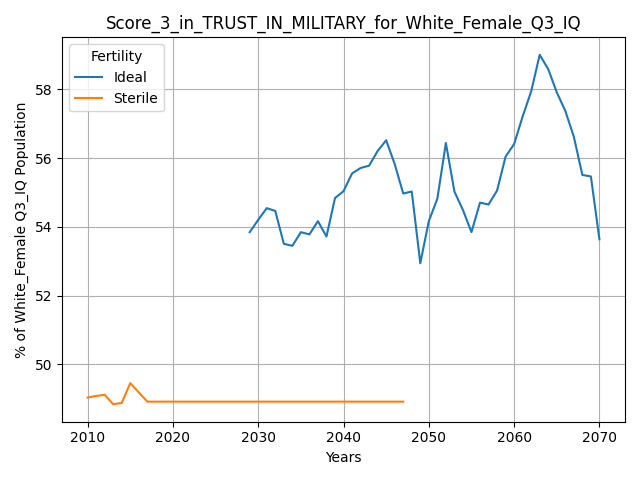 Score_3_in_TRUST_IN_MILITARY_for_White_Female_Q3_IQ
Fertility
Ideal
Sterile
% of White_Female Q3_IQ Population
58
56
54
52
50
2010 2020 2030 2040 2050 2060 2070
Years